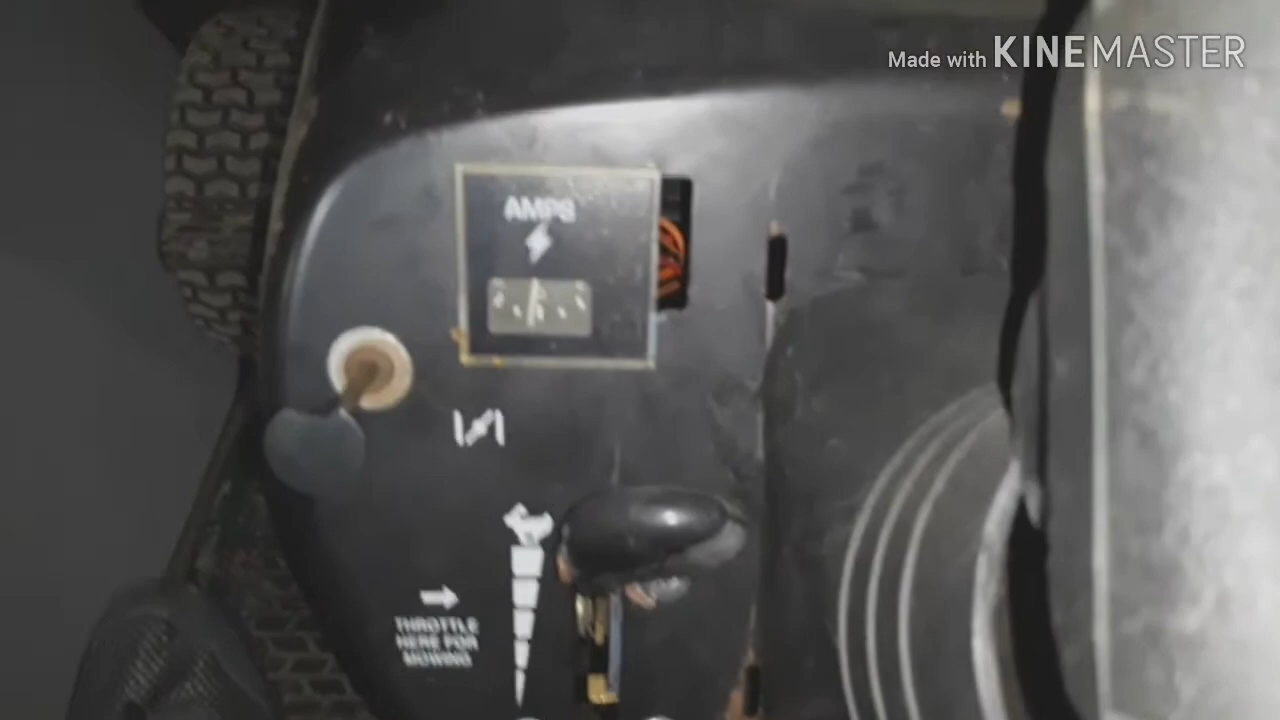 Made with KINEMASTER
AMPS
THROTTLE
HERE FOR
MOWING